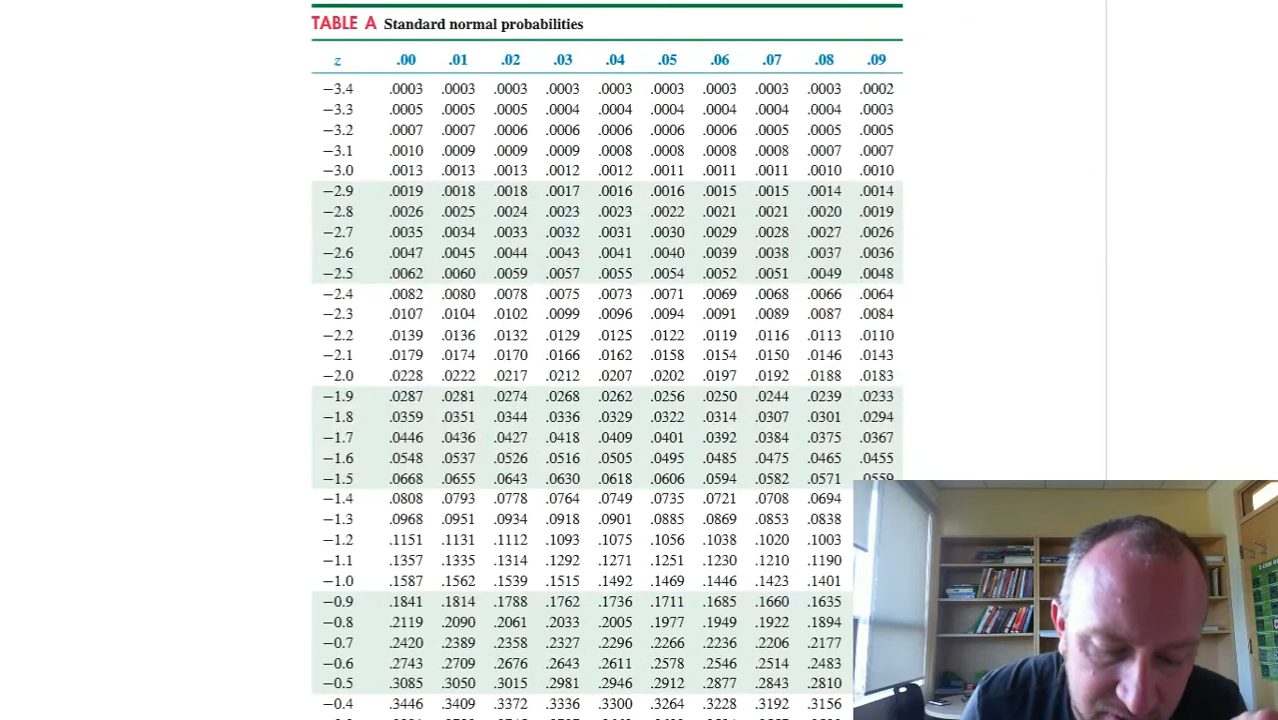 TABLE A Standard normal probabilities
z .00 .01 .02 .03 .04 .05 .06 .07 .08 .09
−3.4 .0003 .0003 .0003 .0003 .0003 .0003 .0003 .0003 .0003 .0002
−3.3 .0005 .0005 .0005 .0004 .0004 .0004 .0004 .0004 .0004 .0003
−3.2 .0007 .0007 .0006 .0006 .0006 .0006 .0006 .0005 .0005 .0005
−3.1 .0010 .0009 .0009 .0009 .0008 .0008 .0008 .0008 .0007 .0007
−3.0 .0013 .0013 .0013 .0012 .0012 .0011 .0011 .0011 .0010 .0010
−2.9 .0019 .0018 .0018 .0017 .0016 .0016 .0015 .0015 .0014 .0014
−2.8 .0026 .0025 .0024 .0023 .0023 .0022 .0021 .0021 .0020 .0019
−2.7 .0035 .0034 .0033 .0032 .0031 .0030 .0029 .0028 .0027 .0026
−2.6 .0047 .0045 .0044 .0043 .0041 .0040 .0039 .0038 .0037 .0036
−2.5 .0062 .0060 .0059 .0057 .0055 .0054 .0052 .0051 .0049 .0048
−2.4 .0082 .0080 .0078 .0075 .0073 .0071 .0069 .0068 .0066 .0064
−2.3 .0107 .0104 .0102 .0099 .0096 .0094 .0091 .0089 .0087 .0084
−2.2 .0139 .0136 .0132 .0129 .0125 .0122 .0119 .0116 .0113 .0110
−2.1 .0179 .0174 .0170 .0166 .0162 .0158 .0154 .0150 .0146 .0143
−2.0 .0228 .0222 .0217 .0212 .0207 .0202 .0197 .0192 .0188 .0183
−1.9 .0287 .0281 .0274 .0268 .0262 .0256 .0250 .0244 .0239 .0233
−1.8 .0359 .0351 .0344 .0336 .0329 .0322 .0314 .0307 .0301 .0294
−1.7 .0446 .0436 .0427 .0418 .0409 .0401 .0392 .0384 .0375 .0367
−1.6 .0548 .0537 .0526 .0516 .0505 .0495 .0485 .0475 .0465 .0455
−1.5 .0668 .0655 .0643 .0630 .0618 .0606 .0594 .0582 .0571 .0559
−1.4 .0808 .0793 .0778 .0764 .0749 .0735 .0721 .0708 .0694
−1.3 .0968 .0951 .0934 .0918 .0901 .0885 .0869 .0853 .0838
−1.2 .1151 .1131 .1112 .1093 .1075 .1056 .1038 .1020 .1003
−1.1 .1357 .1335 .1314 .1292 .1271 .1251 .1230 .1210 .1190
−1.0 .1587 .1562 .1539 .1515 .1492 .1469 .1446 .1423 .1401
−0.9 .1841 .1814 .1788 .1762 .1736 .1711 .1685 .1660 .1635
−0.8 .2119 .2090 .2061 .2033 .2005 .1977 .1949 .1922 .1894
−0.7 .2420 .2389 .2358 .2327 .2296 .2266 .2236 .2206 .2177
−0.6 .2743 .2709 .2676 .2643 .2611 .2578 .2546 .2514 .2483
−0.5 .3085 .3050 .3015 .2981 .2946 .2912 .2877 .2843 .2810
−0.4 .3446 .3409 .3372 .3336 .3300 .3264 .3228 .3192 .3156